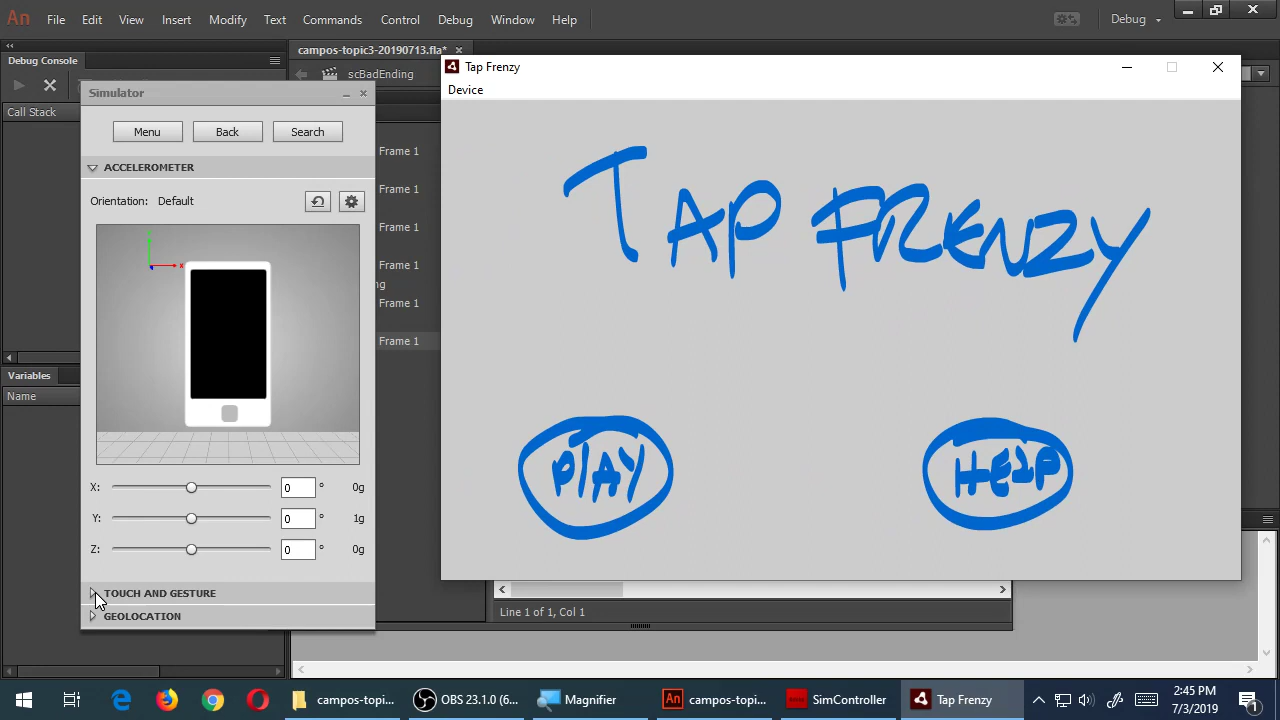 An File Edit View Insert Modify Text Commands Control Debug Window Help Debug
campos-topic3-20190713.fla*
Debug Console
scBadEnding
Call Stack
Simulator
Menu Back Search
ACCELEROMETER
Orientation: Default
x
X: 0 ° 0g
Y: 0 ° 1g
Z: 0 ° 0g
TOUCH AND GESTURE
GEOLOCATION
Variables
Name
Frame 1
Frame 1
Frame 1
Frame 1
ng
Frame 1
Frame 1
Tap Frenzy
Device
TAP FRENZY
PLAY
HELP
Line 1 of 1, Col 1
campos-topi... OBS 23.1.0 (6... Magnifier An campos-top... SimController Tap Frenzy
2:45 PM
7/3/2019
1